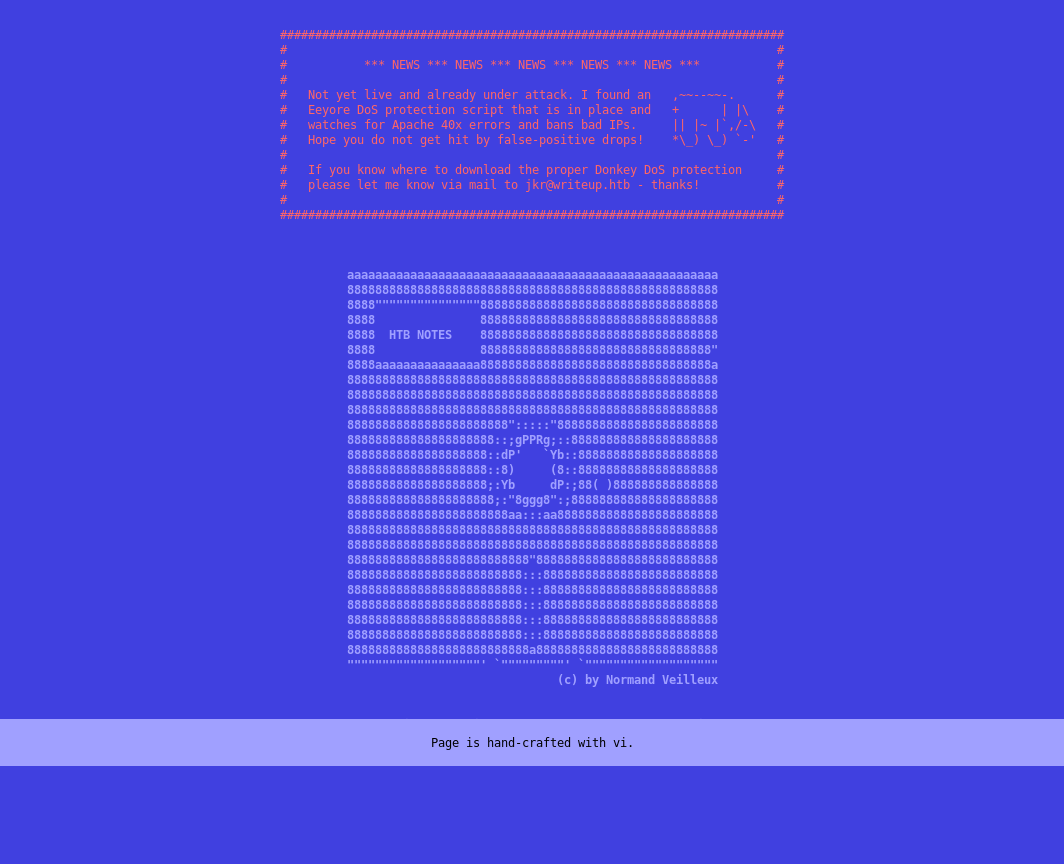 ########################################################################
#                                                                      #
#           *** NEWS *** NEWS *** NEWS *** NEWS *** NEWS ***           #
#                                                                      #
#   Not yet live and already under attack. I found an   ,~~--~~-.      #
#   Eeyore DoS protection script that is in place and   +      | |\    #
#   watches for Apache 40x errors and bans bad IPs.     || |~ |`,/-\   #
#   Hope you do not get hit by false-positive drops!    *\_) \_) `-'   #
#                                                                      #
#   If you know where to download the proper Donkey DoS protection     #
#   please let me know via mail to jkr@writeup.htb - thanks!           #
#                                                                      #
########################################################################
HTB NOTES
(c) by Normand Veilleux
Page is hand-crafted with vi.